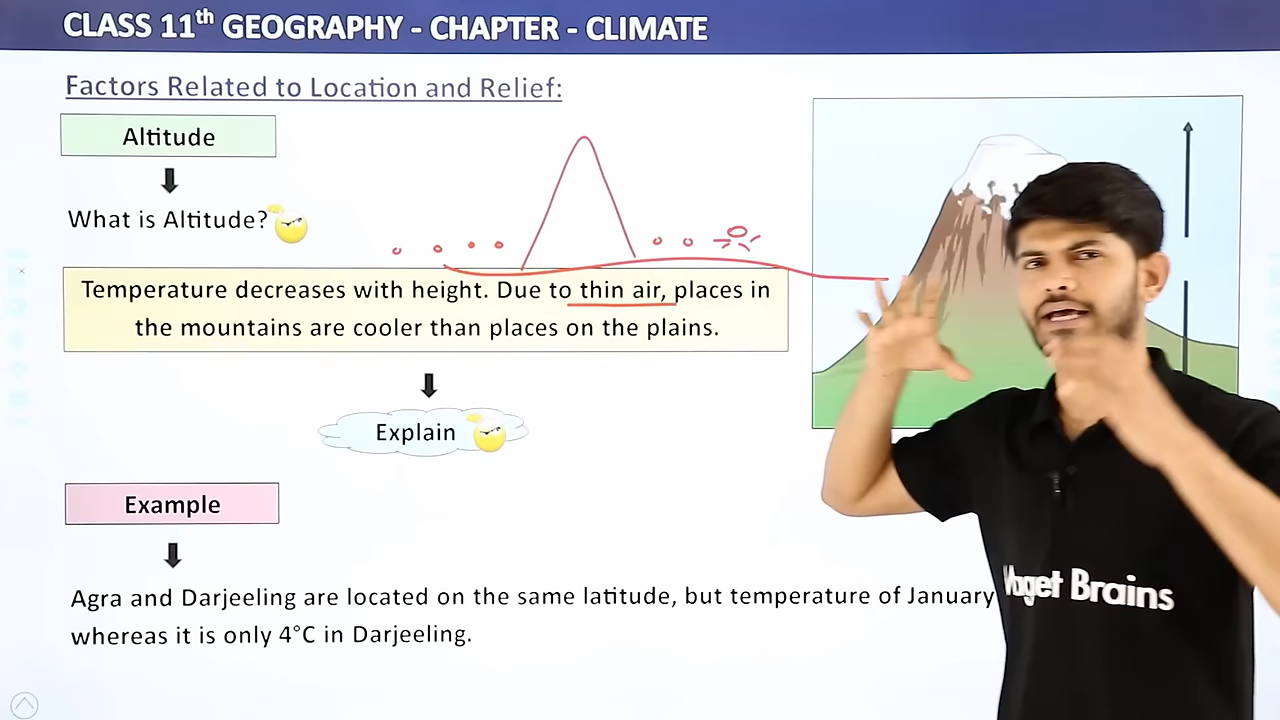 CLASS 11th GEOGRAPHY - CHAPTER - CLIMATE
Factors Related to Location and Relief:
Altitude
What is Altitude?
Temperature decreases with height. Due to thin air, places in
the mountains are cooler than places on the plains.
Explain
Example
Agra and Darjeeling are located on the same latitude, but temperature of January
whereas it is only 4°C in Darjeeling.
Brains